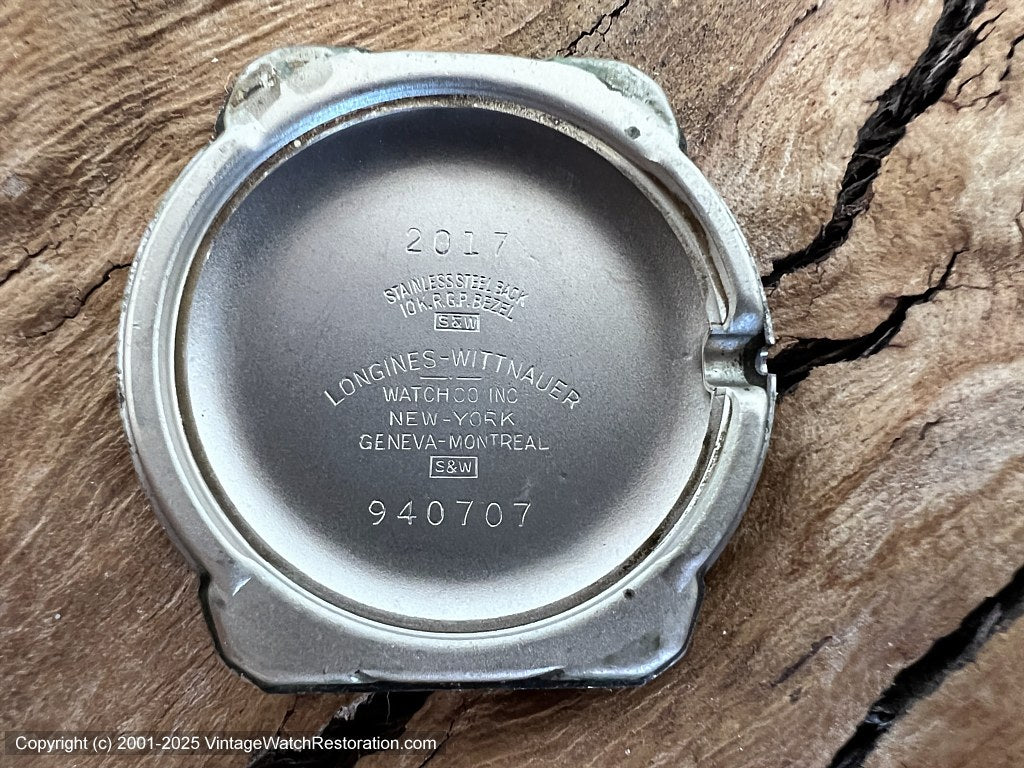 2017
STAINLESS STEEL BACK
10 K. R.G.P. BEZEL
S&W
LONGINES-WITTNAUER
WATCH CO INC
NEW-YORK
GENEVA-MONTREAL
S&W
940707
Copyright (c) 2001-2025 VintageWatchRestoration.com